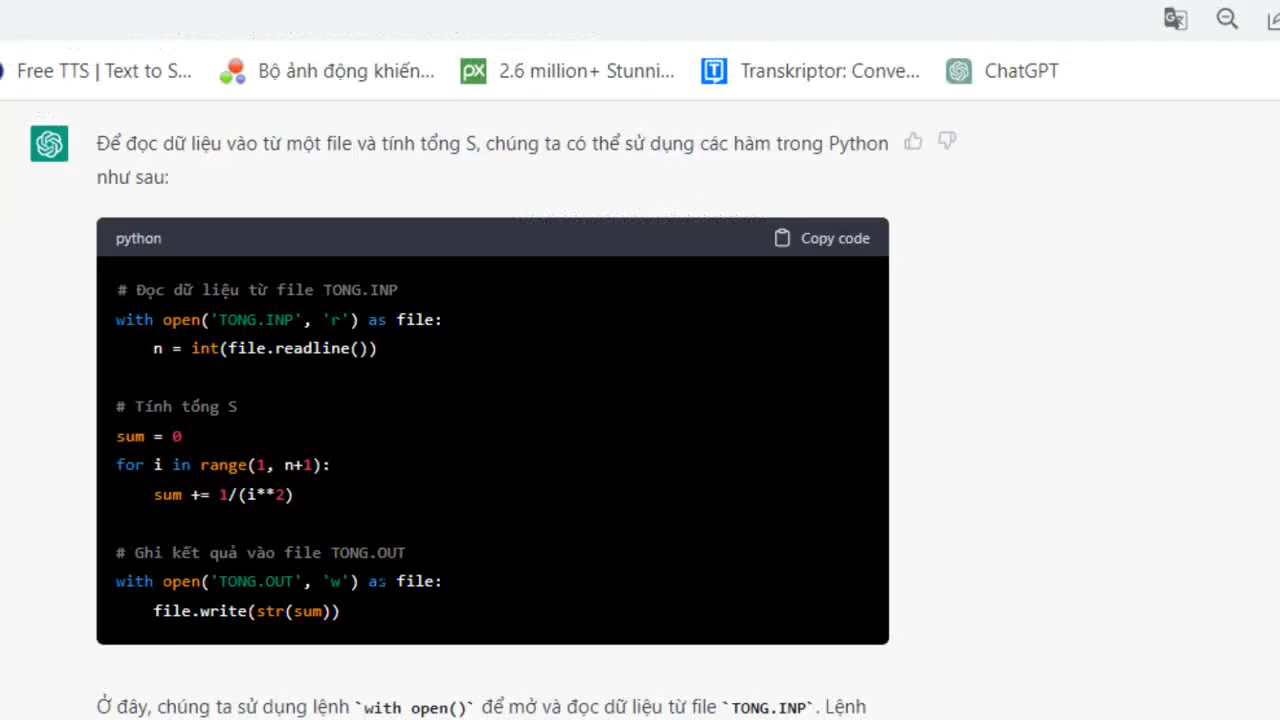 Free TTS | Text to S... Bộ ảnh động khiến... 2.6 million+ Stunni... Transkriptor: Conve... ChatGPT
Để đọc dữ liệu vào từ một file và tính tổng S, chúng ta có thể sử dụng các hàm trong Python
như sau:
python Copy code
# Đọc dữ liệu từ file TONG.INP
with open('TONG.INP', 'r') as file:
    n = int(file.readline())
# Tính tổng S
sum = 0
for i in range(1, n+1):
    sum += 1/(i**2)
# Ghi kết quả vào file TONG.OUT
with open('TONG.OUT', 'w') as file:
    file.write(str(sum))
Ở đây, chúng ta sử dụng lệnh `with open()` để mở và đọc dữ liệu từ file `TONG.INP`. Lệnh